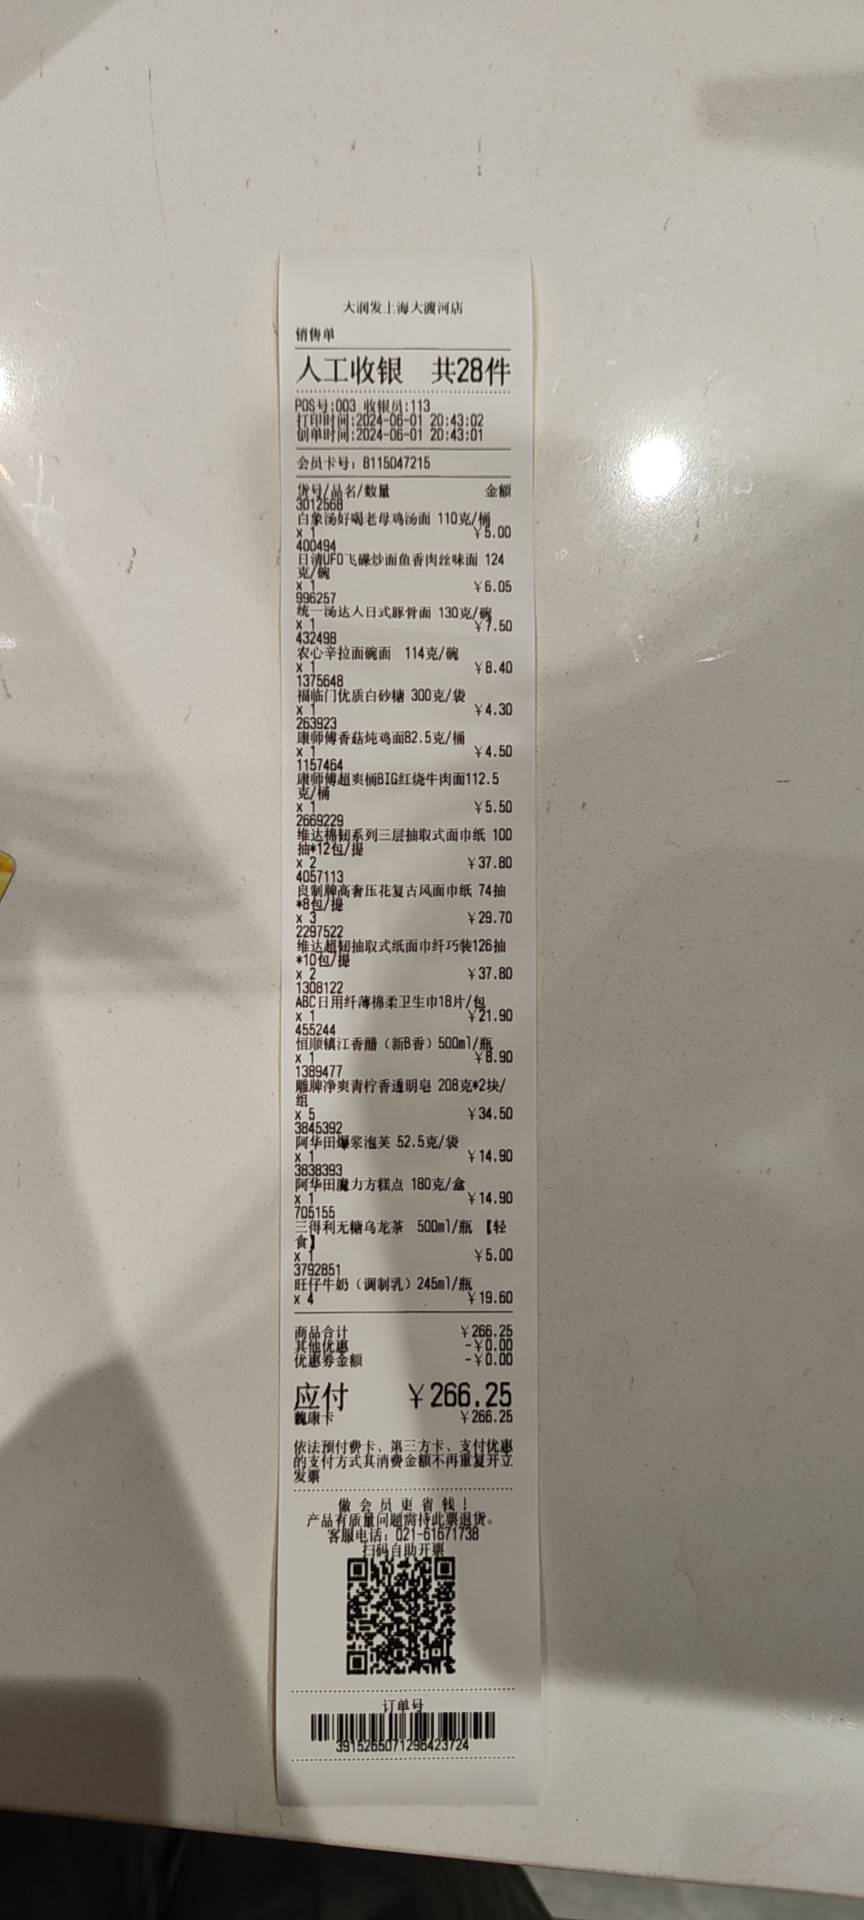 大润发上海大渡河店
销售单
人工收银 共28件
POS号:003 收银员:113
打印时间:2024-06-01 20:43:02
创单时间:2024-06-01 20:43:01
会员卡号: B115047215
货号/品名/数量 金额
3012568
白象汤好喝老母鸡汤面 110克/桶
x 1 ¥5.00
400494
日清UFO飞碟炒面鱼香肉丝味面 124
克/碗
x 1 ¥6.05
996257
统一汤达人日式豚骨面 130克/碗
x 1 ¥7.50
432498
农心辛拉面碗面 114克/碗
x 1 ¥8.40
1375648
福临门优质白砂糖 300克/袋
x 1 ¥4.30
263923
康师傅香菇炖鸡面82.5克/桶
x 1 ¥4.50
1157464
康师傅超爽桶BIG红烧牛肉面112.5
克/桶
x 1 ¥5.50
2669229
维达棉韧系列三层抽取式面巾纸 100
抽*12包/提
x 2 ¥37.80
4057113
良制牌高奢压花复古风面巾纸 74抽
*8包/提
x 3 ¥29.70
2297522
维达超韧抽取式纸面巾纤巧装126抽
*10包/提
x 2 ¥37.80
1308122
ABC日用纤薄棉柔卫生巾18片/包
x 1 ¥21.90
455244
恒顺镇江香醋（新B香）500ml/瓶
x 1 ¥8.90
1389477
雕牌净爽青柠香透明皂 208克*2块/
组
x 5 ¥34.50
3845392
阿华田爆浆泡芙 52.5克/袋
x 1 ¥14.90
3838393
阿华田魔力方糕点 180克/盒
x 1 ¥14.90
705155
三得利无糖乌龙茶 500ml/瓶 【轻
食】
x 1 ¥5.00
3792851
旺仔牛奶（调制乳）245ml/瓶
x 4 ¥19.60
商品合计 ¥266.25
其他优惠 -¥0.00
优惠券金额 -¥0.00
应付 ¥266.25
魏康卡 ¥266.25
依法预付费卡、第三方卡、支付优惠
的支付方式其消费金额不再重复开立
发票
做会员更省钱！
产品有质量问题需持此票退货。
客服电话: 021-61671738
扫码自助开票
订单号
3915265071296423724